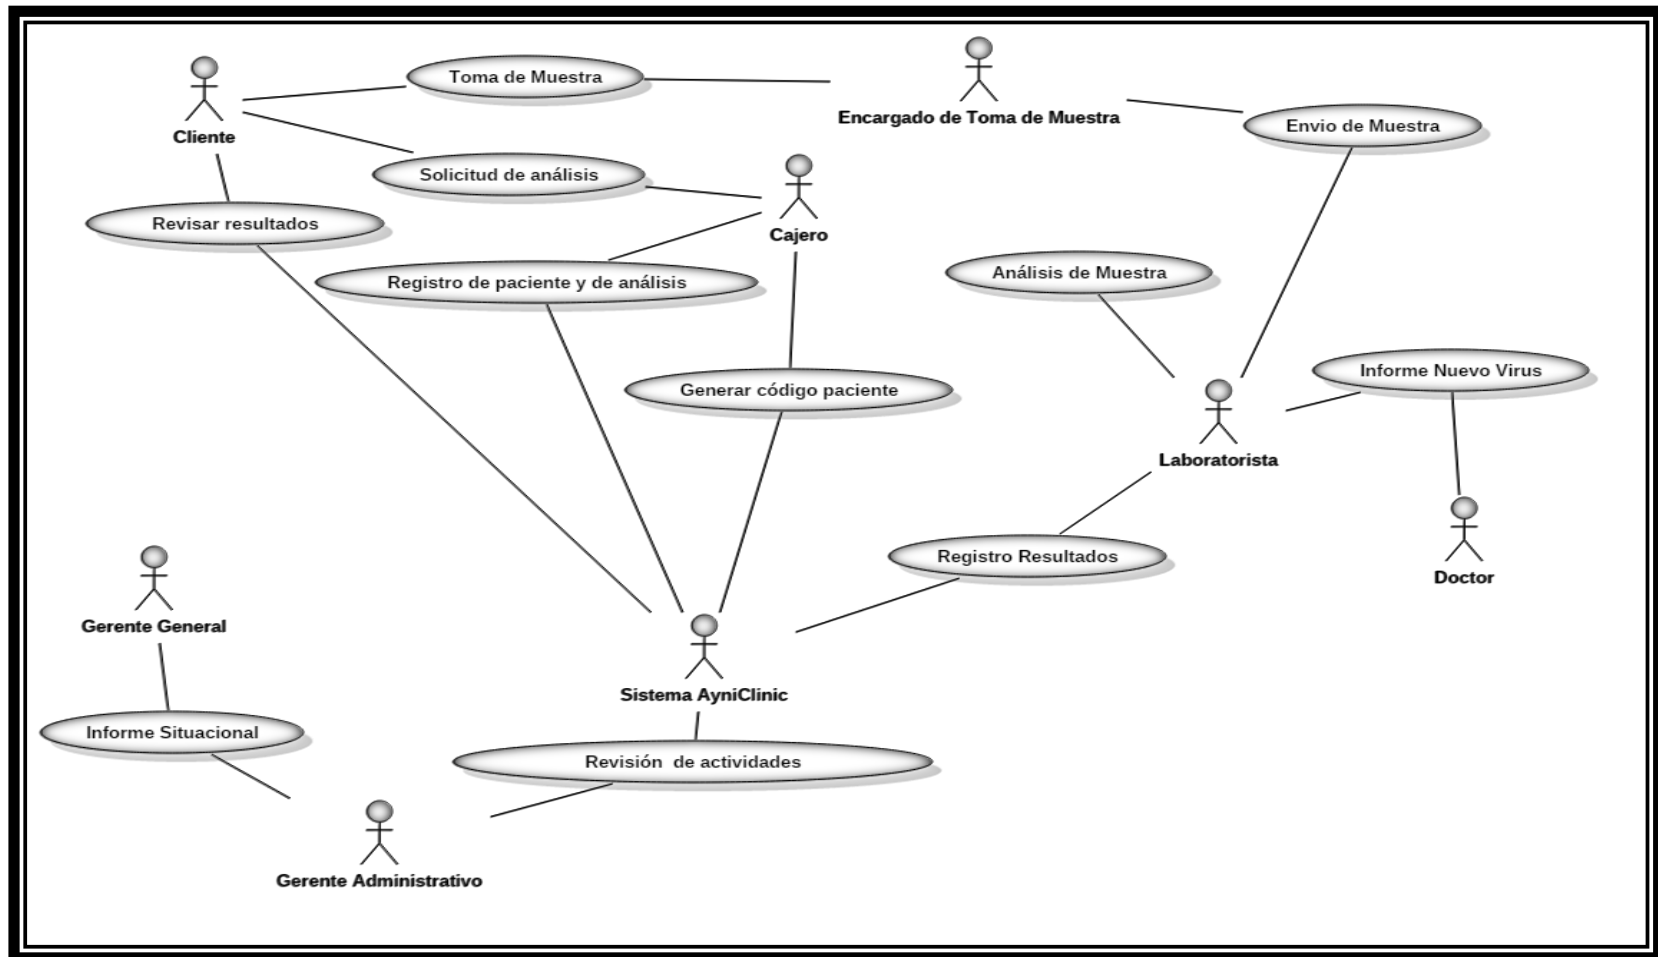 Toma de Muestra
Encargado de Toma de Muestra
Envio de Muestra
Cliente
Solicitud de análisis
Revisar resultados
Cajero
Registro de paciente y de análisis
Análisis de Muestra
Generar código paciente
Informe Nuevo Virus
Laboratorista
Registro Resultados
Doctor
Gerente General
Sistema AyniClinic
Informe Situacional
Revisión de actividades
Gerente Administrativo